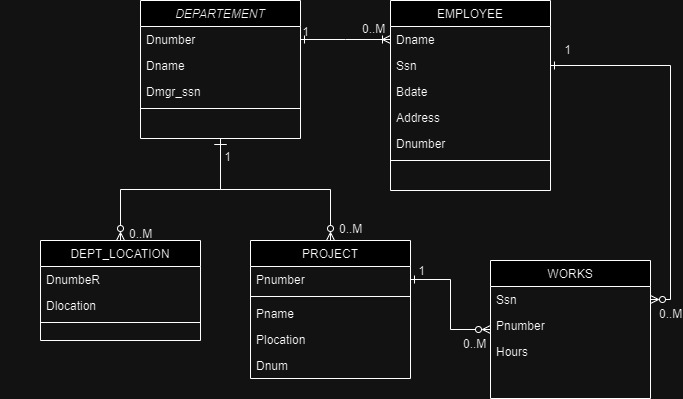 DEPARTEMENT
Dnumber
Dname
Dmgr_ssn
1
0..M
EMPLOYEE
Dname
Ssn
Bdate
Address
Dnumber
1
1
0..M
0..M
DEPT_LOCATION
DnumbeR
Dlocation
PROJECT
Pnumber
Pname
Plocation
Dnum
1
0..M
WORKS
Ssn
Pnumber
Hours
0..M